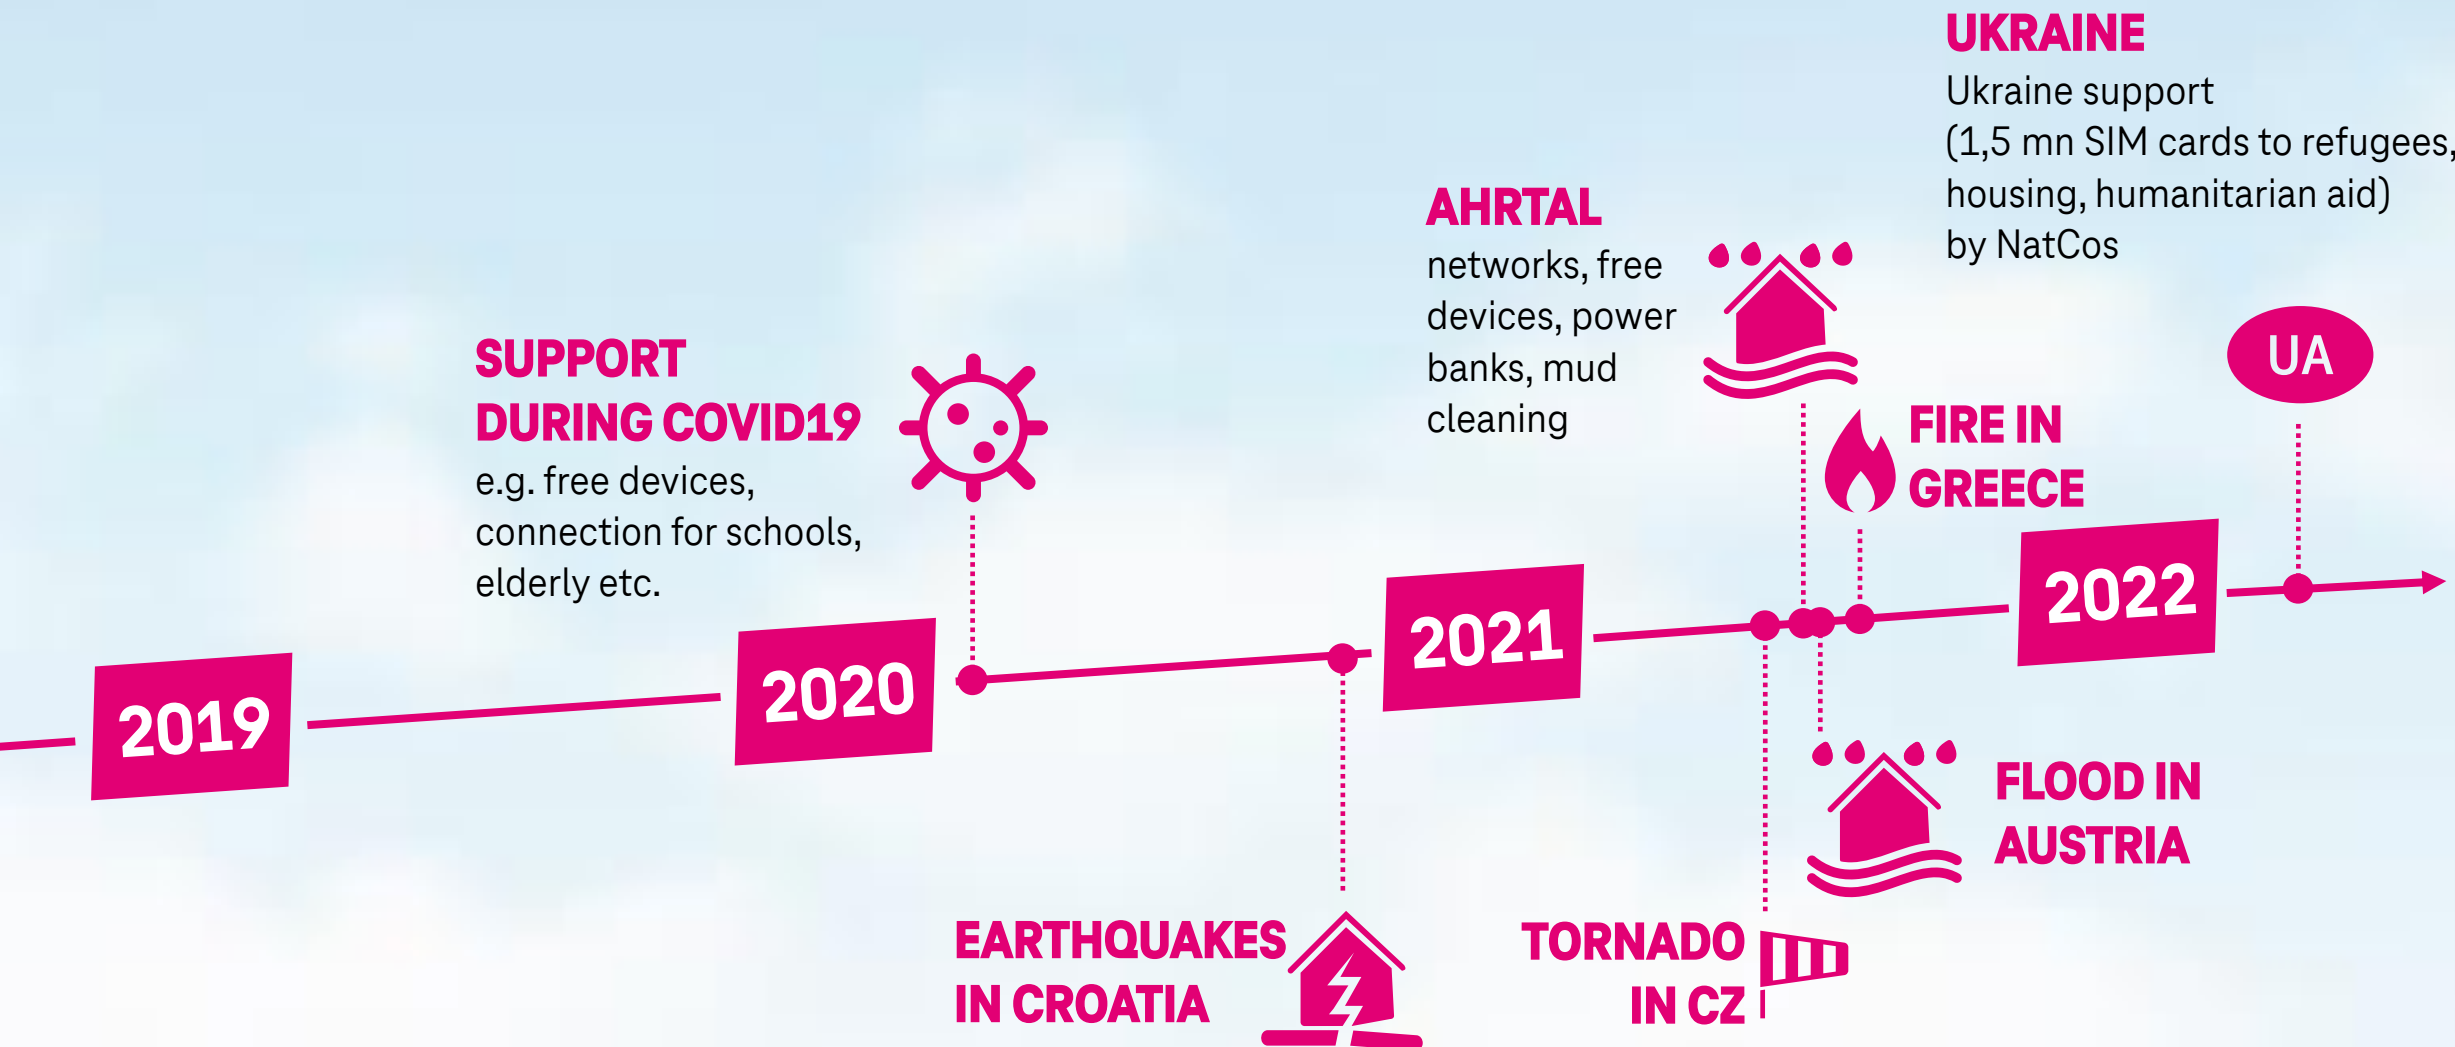 UKRAINE
Ukraine support
(1,5 mn SIM cards to refugees,
housing, humanitarian aid)
by NatCos
AHRTAL
networks, free
devices, power
banks, mud
cleaning
UA
SUPPORT
DURING COVID19
e.g. free devices,
connection for schools,
elderly etc.
FIRE IN
GREECE
2019
2020
2021
2022
FLOOD IN
AUSTRIA
EARTHQUAKES
IN CROATIA
TORNADO
IN CZ